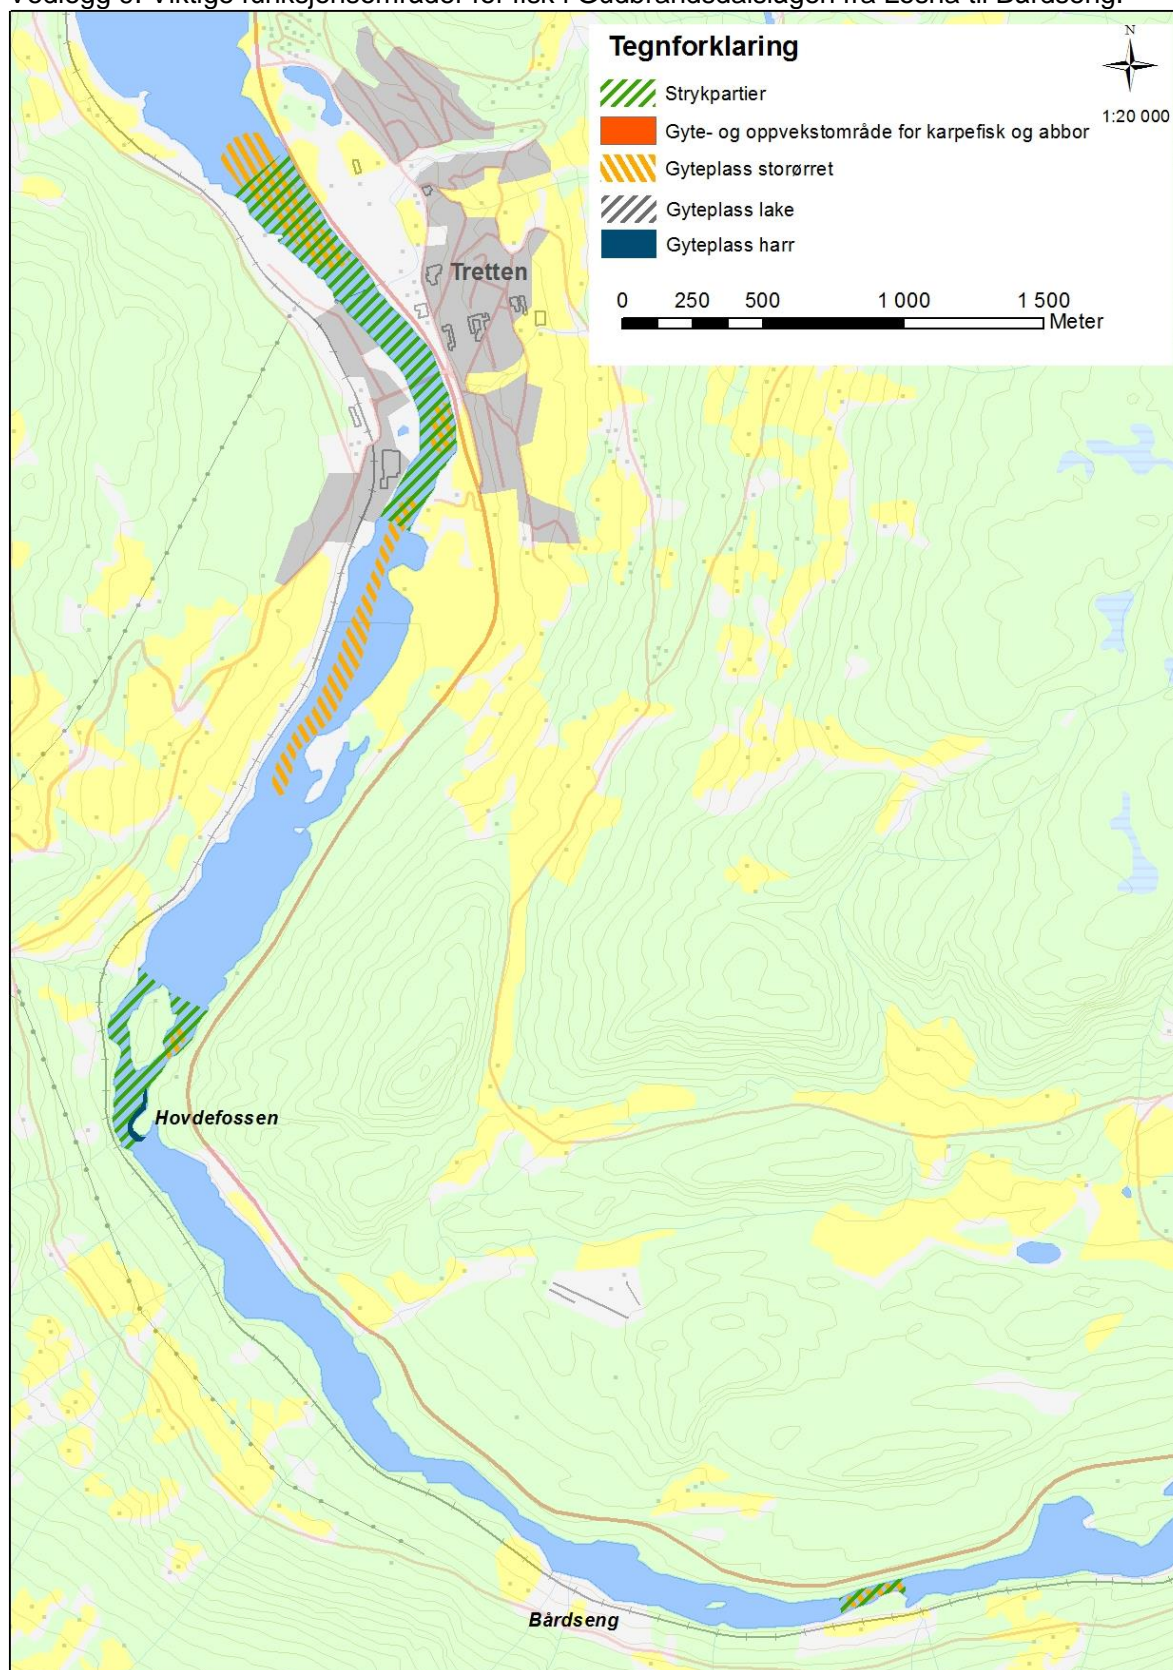 Tegnforklaring
N
1:20 000
Strykpartier
Gyte- og oppvekstområde for karpefisk og abbor
Gyteplass storørret
Gyteplass lake
Gyteplass harr
0 250 500 1 000 1 500
Meter
Tretten
Hovdefossen
Bårdseng